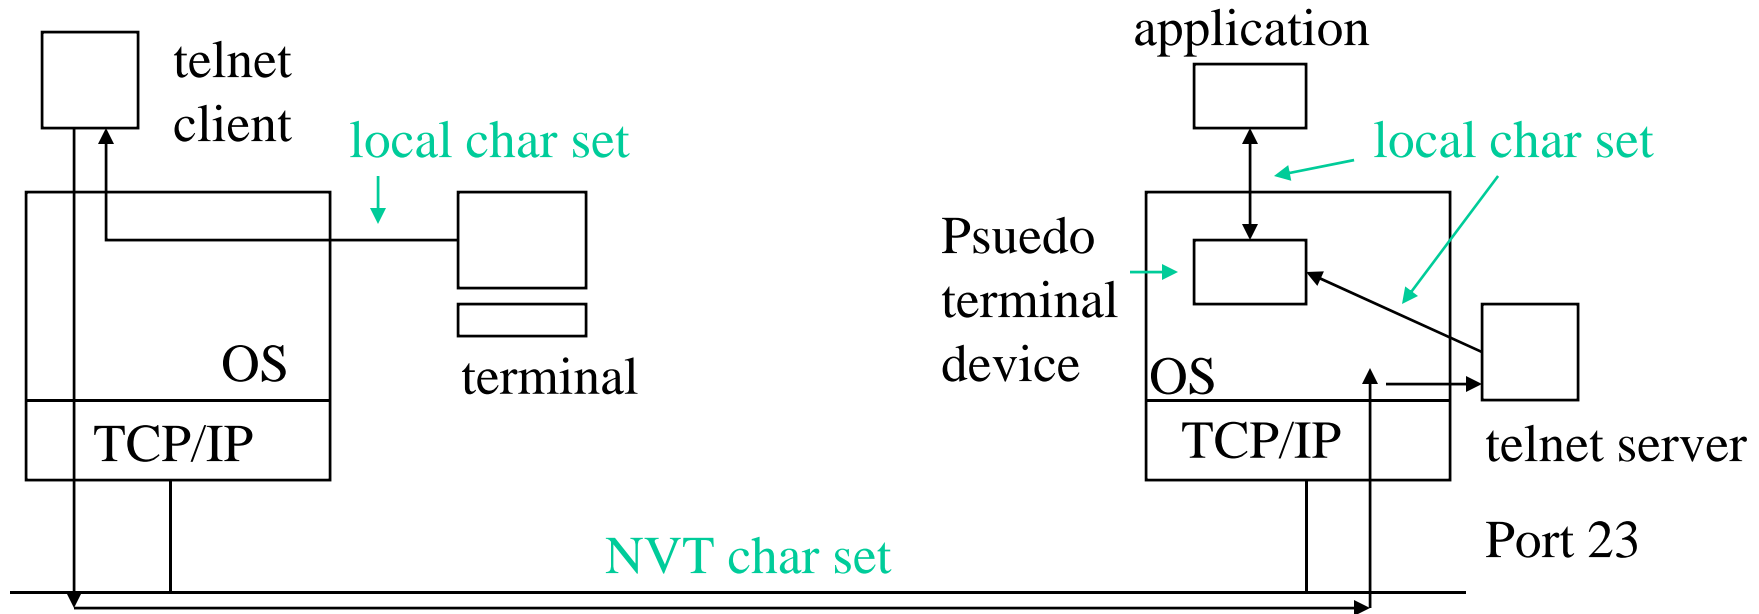 telnet
client
local char set
terminal
OS
TCP/IP
NVT char set
application
local char set
Psuedo
terminal
device
OS
TCP/IP
telnet server
Port 23